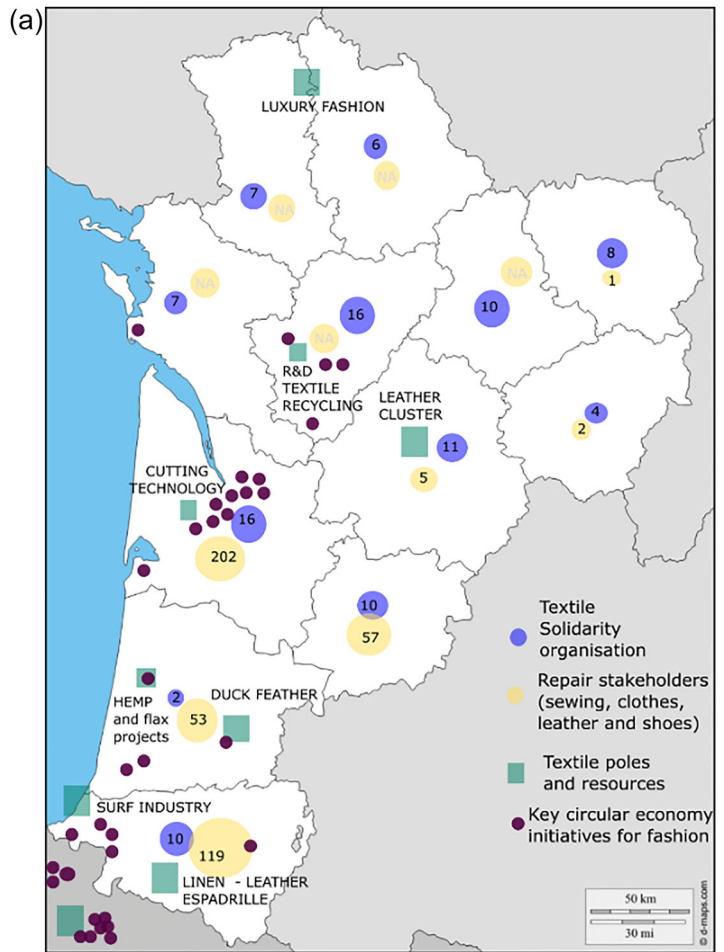 (a)
LUXURY FASHION
6
NA
7
NA
8
1
NA
7
NA
10
16
NA
R&D
TEXTILE
RECYCLING
LEATHER
CLUSTER
4
2
11
5
CUTTING
TECHNOLOGY
16
202
10
57
Textile
Solidarity
organisation
Repair stakeholders
(sewing, clothes,
leather and shoes)
Textile poles
and resources
Key circular economy
initiatives for fashion
HEMP
and flax
projects
2
53
DUCK FEATHER
SURF INDUSTRY
10
119
LINEN - LEATHER
ESPADRILLE
50 km
30 mi
© d-maps.com